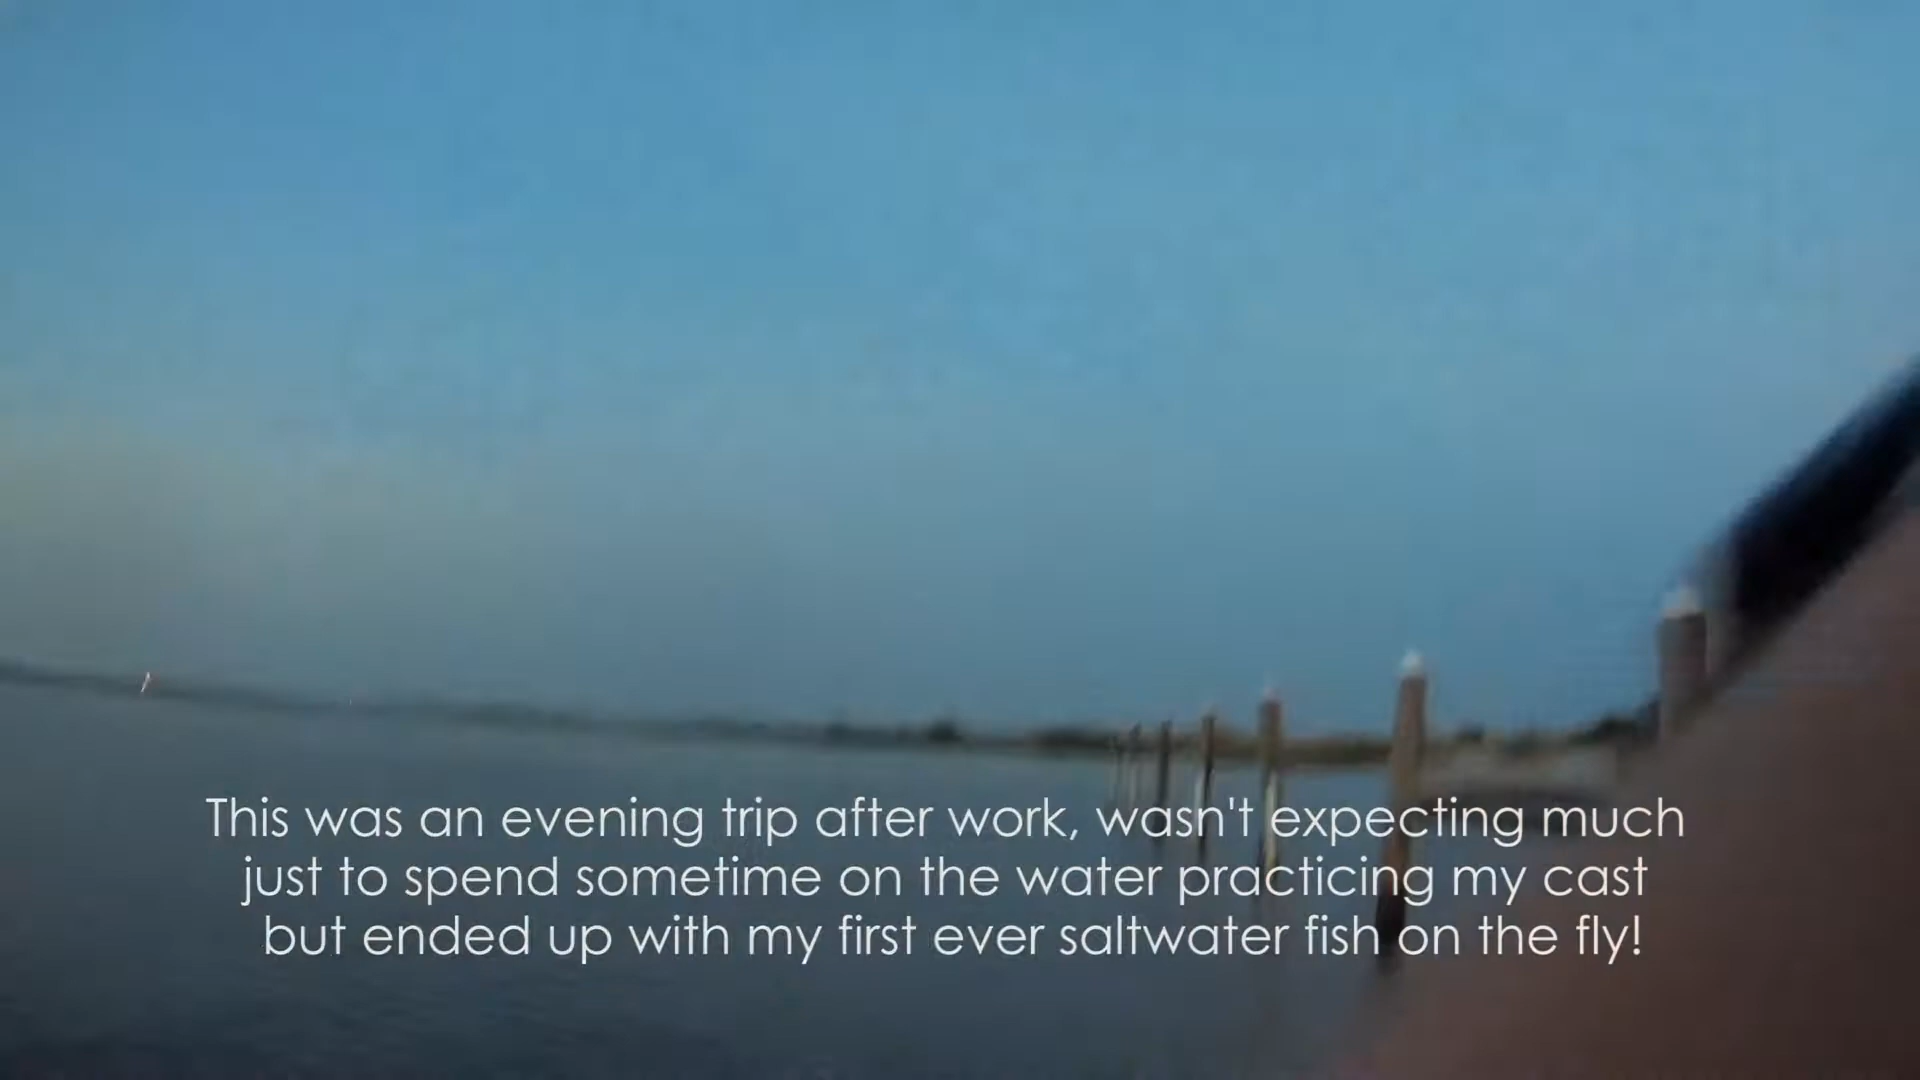 This was an evening trip after work, wasn't expecting much
just to spend sometime on the water practicing my cast
but ended up with my first ever saltwater fish on the fly!